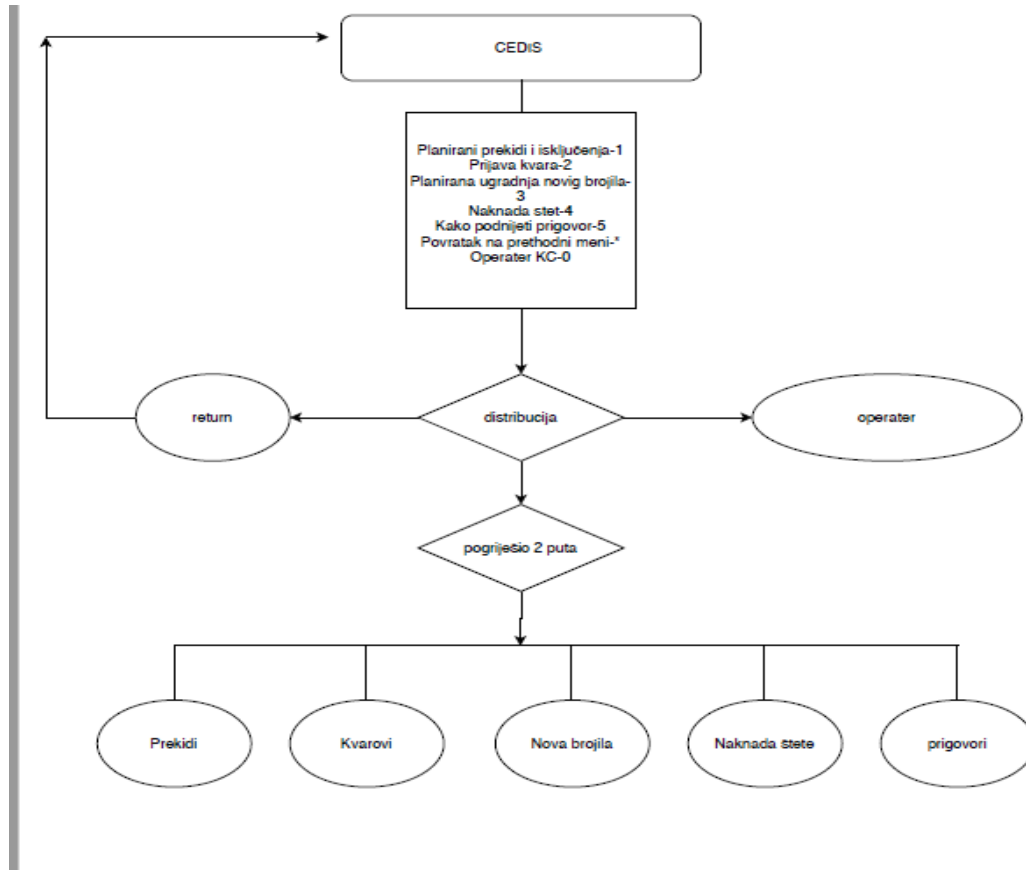 CEDIS
Planirani prekidi i isključenja-1
Prijava kvara-2
Planirana ugradnja novig brojila-
3
Naknada stet-4
Kako podnijeti prigovor-5
Povratak na prethodni meni-*
Operater KC-0
return
distribucija
operater
pogriješio 2 puta
Prekidi
Kvarovi
Nova brojila
Naknada štete
prigovori